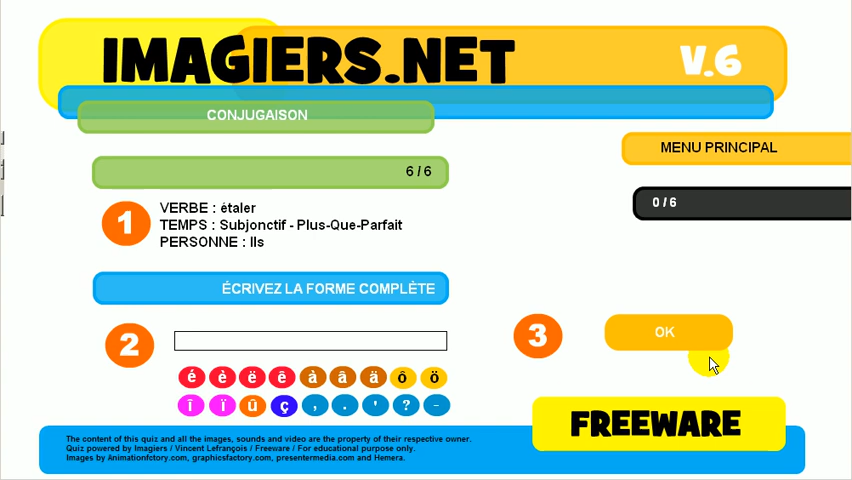 IMAGIERS.NET
V.6
CONJUGAISON
MENU PRINCIPAL
6 / 6
0 / 6
1
VERBE : étaler
TEMPS : Subjonctif - Plus-Que-Parfait
PERSONNE : Ils
ÉCRIVEZ LA FORME COMPLÈTE
2
3
OK
é è ë ê à â ä ô ö
î ï û ç , . ' ? -
FREEWARE
The content of this quiz and all the images, sounds and video are the property of their respective owner.
Quiz powered by Imagiers / Vincent Lefrançois / Freeware / For educational purpose only.
Images by Animationfctory.com, graphicsfactory.com, presentermedia.com and Hemera.